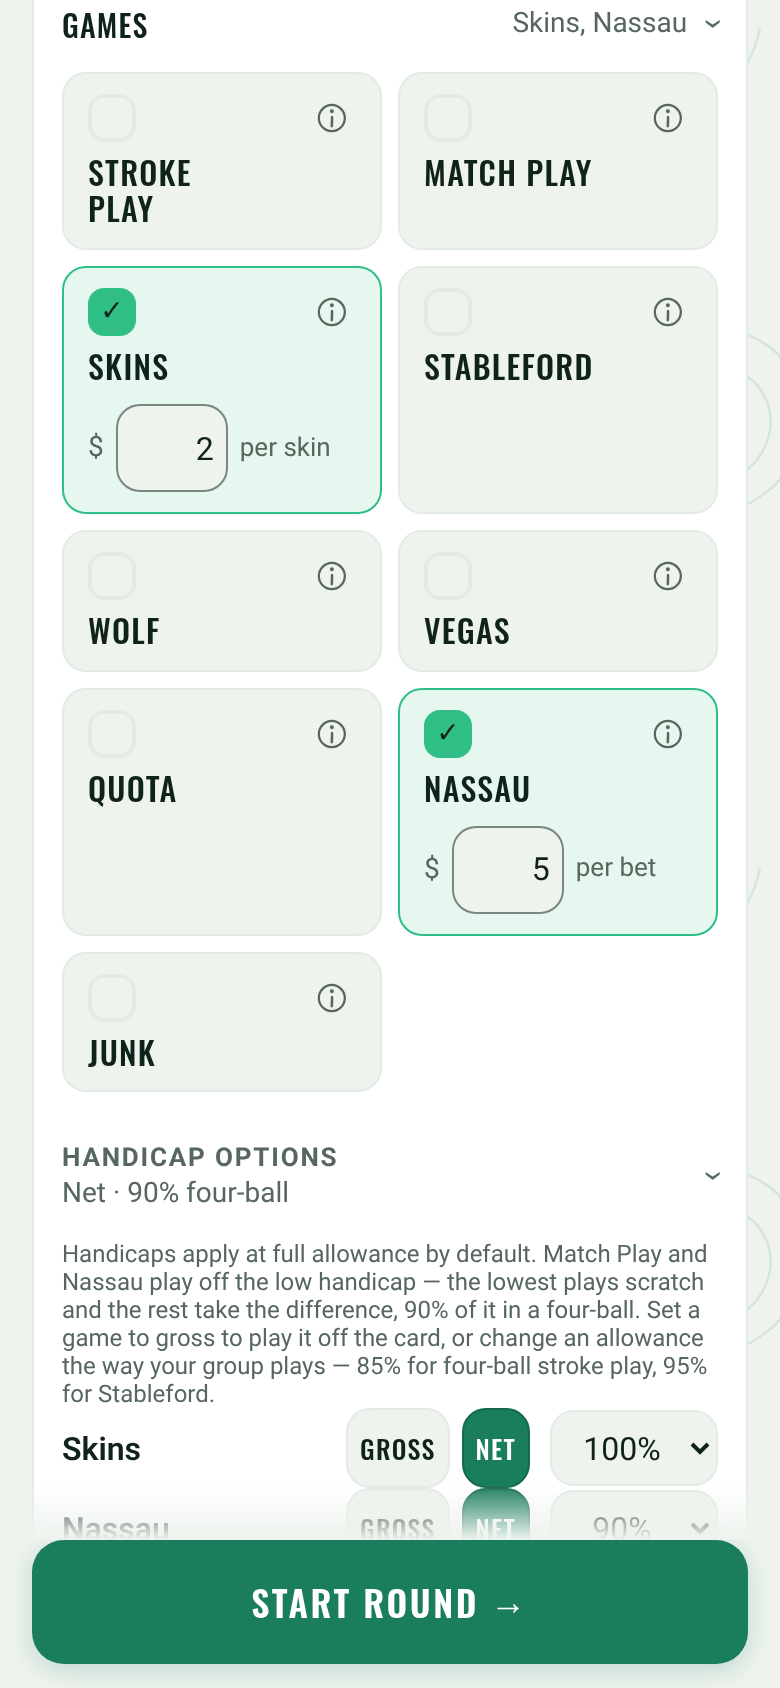 GAMES
Skins, Nassau
STROKE
PLAY
MATCH PLAY
✓
SKINS
$ 2 per skin
STABLEFORD
WOLF
VEGAS
QUOTA
✓
NASSAU
$ 5 per bet
JUNK
HANDICAP OPTIONS
Net · 90% four-ball
Handicaps apply at full allowance by default. Match Play and
Nassau play off the low handicap — the lowest plays scratch
and the rest take the difference, 90% of it in a four-ball. Set a
game to gross to play it off the card, or change an allowance
the way your group plays — 85% for four-ball stroke play, 95%
for Stableford.
Skins GROSS NET 100%
Nassau GROSS NET 90%
START ROUND →